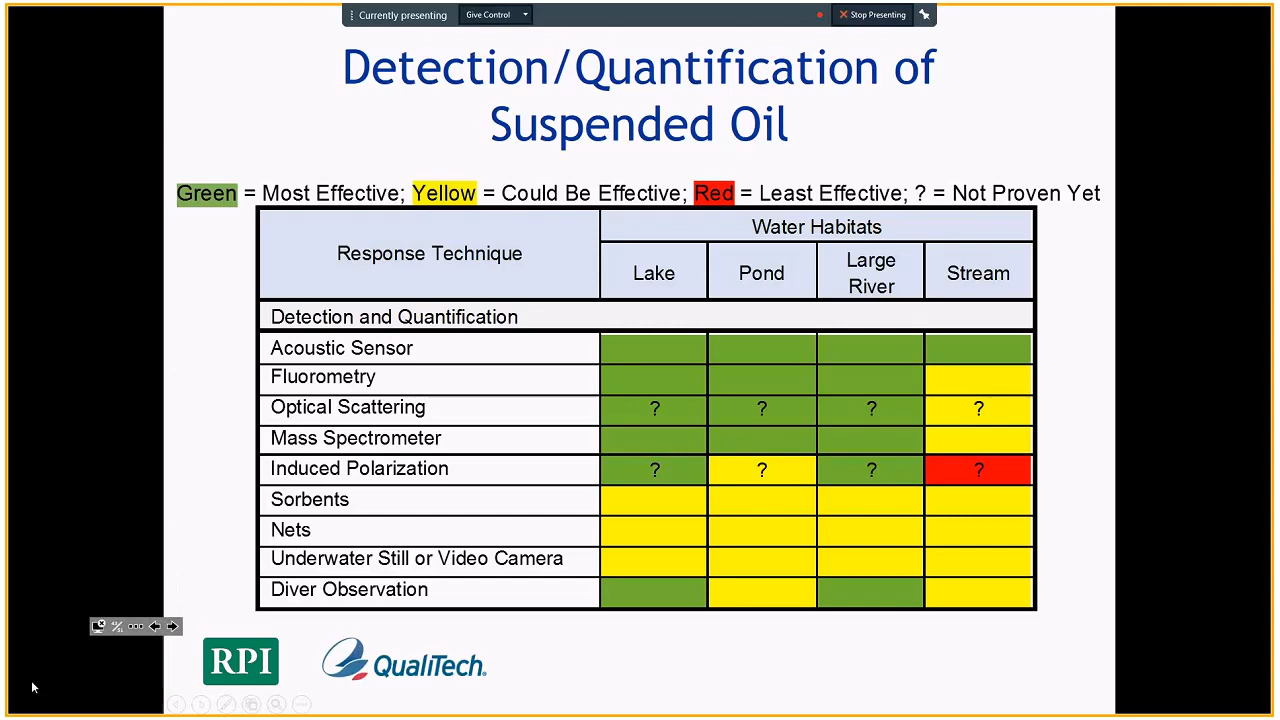 Currently presenting
Give Control
Stop Presenting
Detection/Quantification of
Suspended Oil
Green = Most Effective; Yellow = Could Be Effective; Red = Least Effective; ? = Not Proven Yet
Response Technique
Water Habitats
Lake
Pond
Large
River
Stream
Detection and Quantification
Acoustic Sensor
Fluorometry
Optical Scattering ? ? ? ?
Mass Spectrometer
Induced Polarization ? ? ? ?
Sorbents
Nets
Underwater Still or Video Camera
Diver Observation
RPI
QualiTech